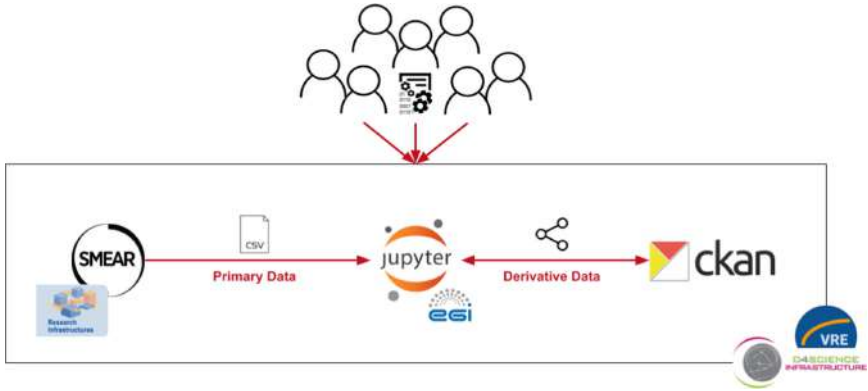 CSV
SMEAR
Primary Data
jupyter
Derivative Data
ckan
Research
Infrastructures
egi
VRE
D4SCIENCE
INFRASTRUCTURE